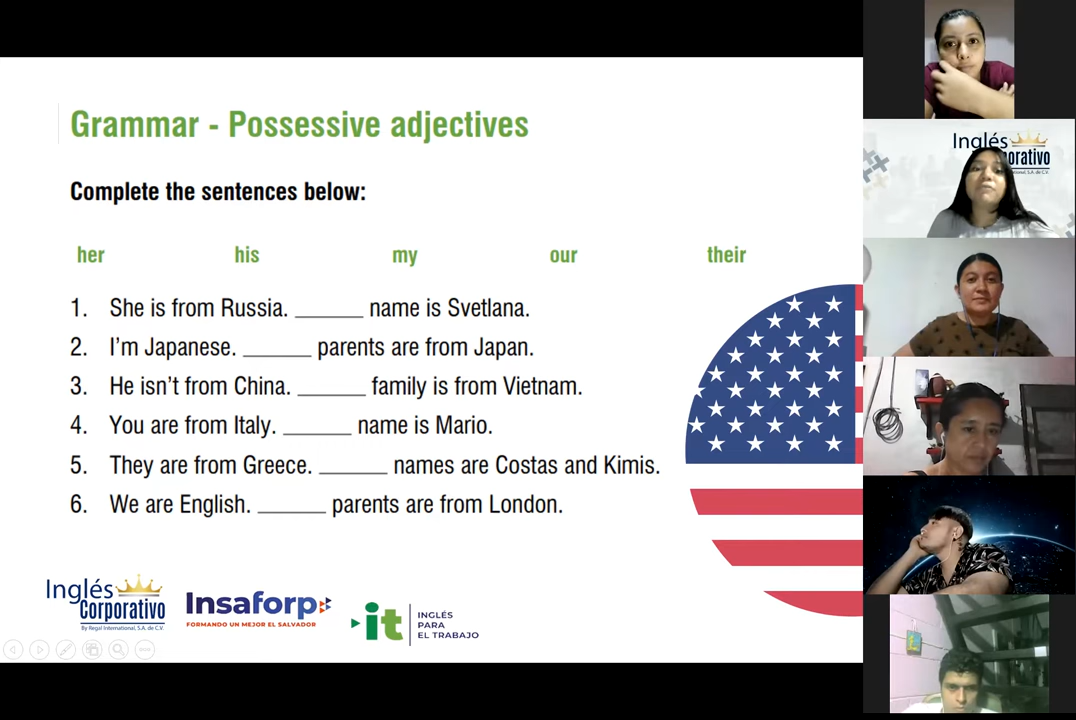 Grammar - Possessive adjectives
Complete the sentences below:
her his my our their
1. She is from Russia. ______ name is Svetlana.
2. I’m Japanese. ______ parents are from Japan.
3. He isn’t from China. ______ family is from Vietnam.
4. You are from Italy. ______ name is Mario.
5. They are from Greece. ______ names are Costas and Kimis.
6. We are English. ______ parents are from London.
Inglés
Corporativo
By Regal International, S.A. de C.V.
Insaforp
FORMANDO UN MEJOR EL SALVADOR
it
INGLÉS
PARA
EL TRABAJO
Inglés